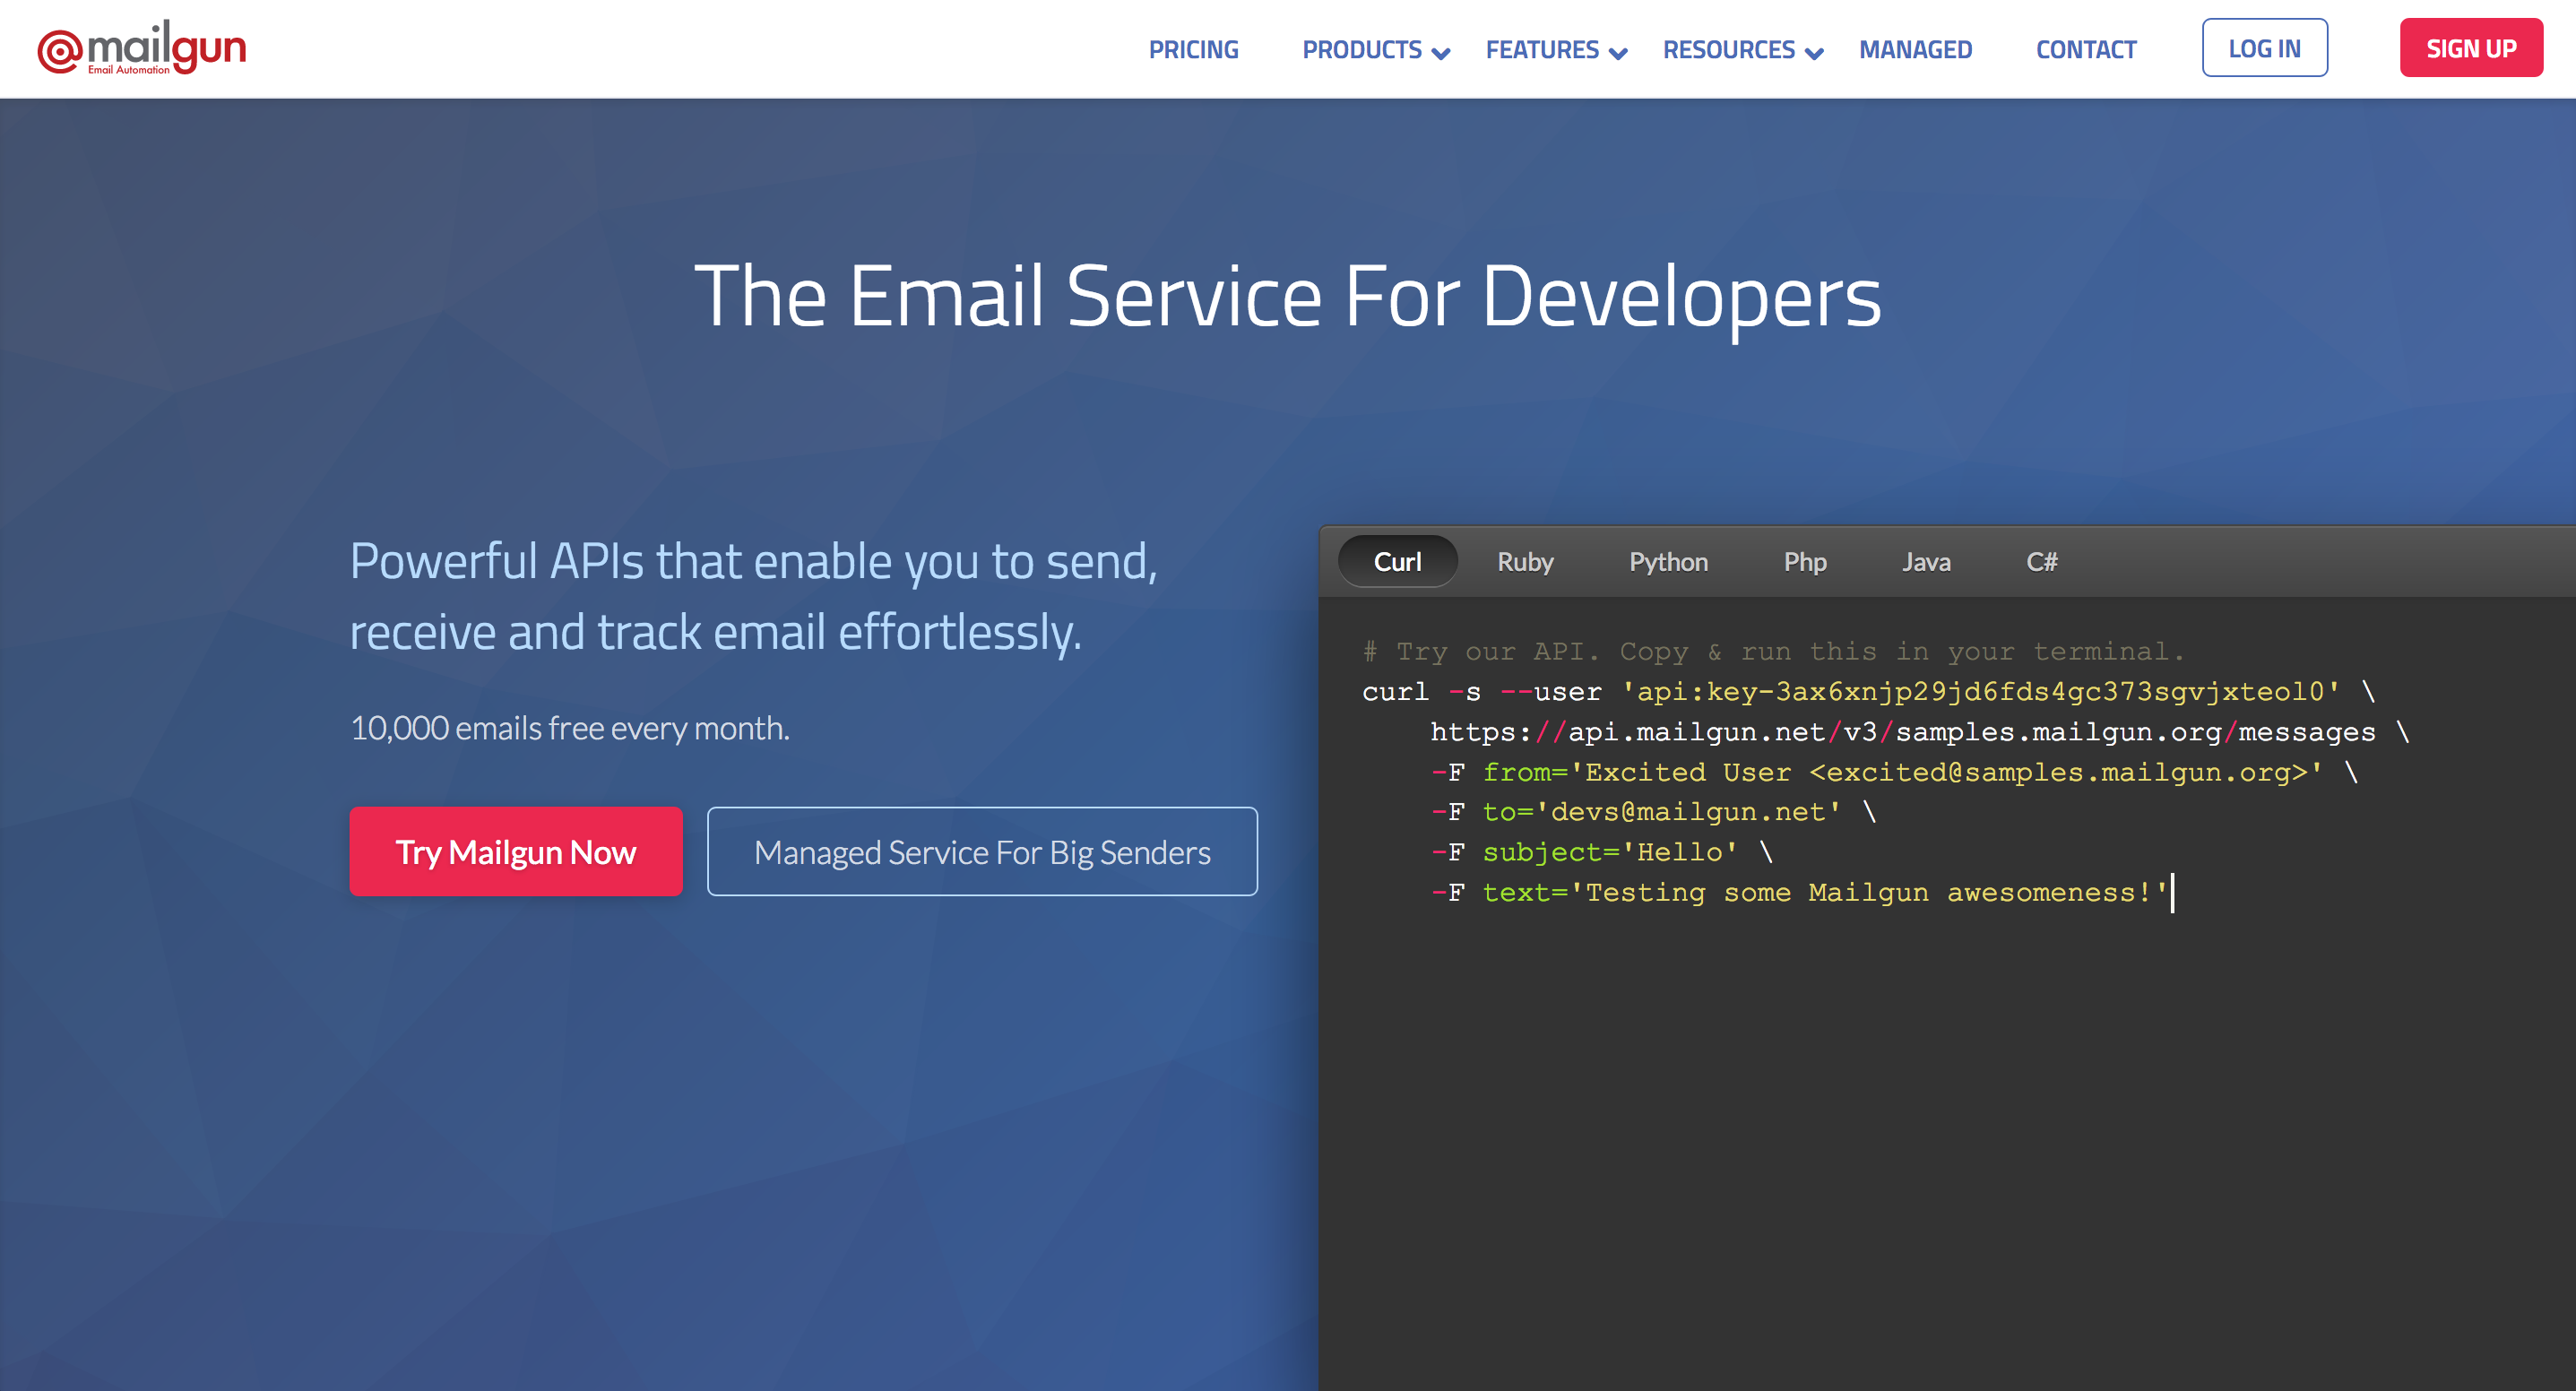 @mailgun
Email Automation
PRICING
PRODUCTS
FEATURES
RESOURCES
MANAGED
CONTACT
LOG IN
SIGN UP
The Email Service For Developers
Powerful APIs that enable you to send,
receive and track email effortlessly.
10,000 emails free every month.
Try Mailgun Now
Managed Service For Big Senders
Curl
Ruby
Python
Php
Java
C#
# Try our API. Copy & run this in your terminal.
curl -s --user 'api:key-3ax6xnjp29jd6fds4gc373sgvjxteol0' \
https://api.mailgun.net/v3/samples.mailgun.org/messages \
-F from='Excited User <excited@samples.mailgun.org>' \
-F to='devs@mailgun.net' \
-F subject='Hello' \
-F text='Testing some Mailgun awesomeness!'